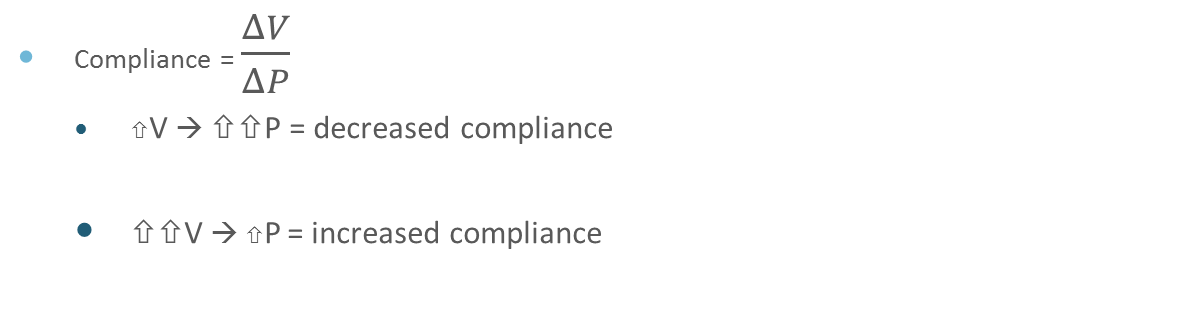 • Compliance = ΔV/ΔP
• ⇧V → ⇧⇧P = decreased compliance
• ⇧⇧V → ⇧P = increased compliance